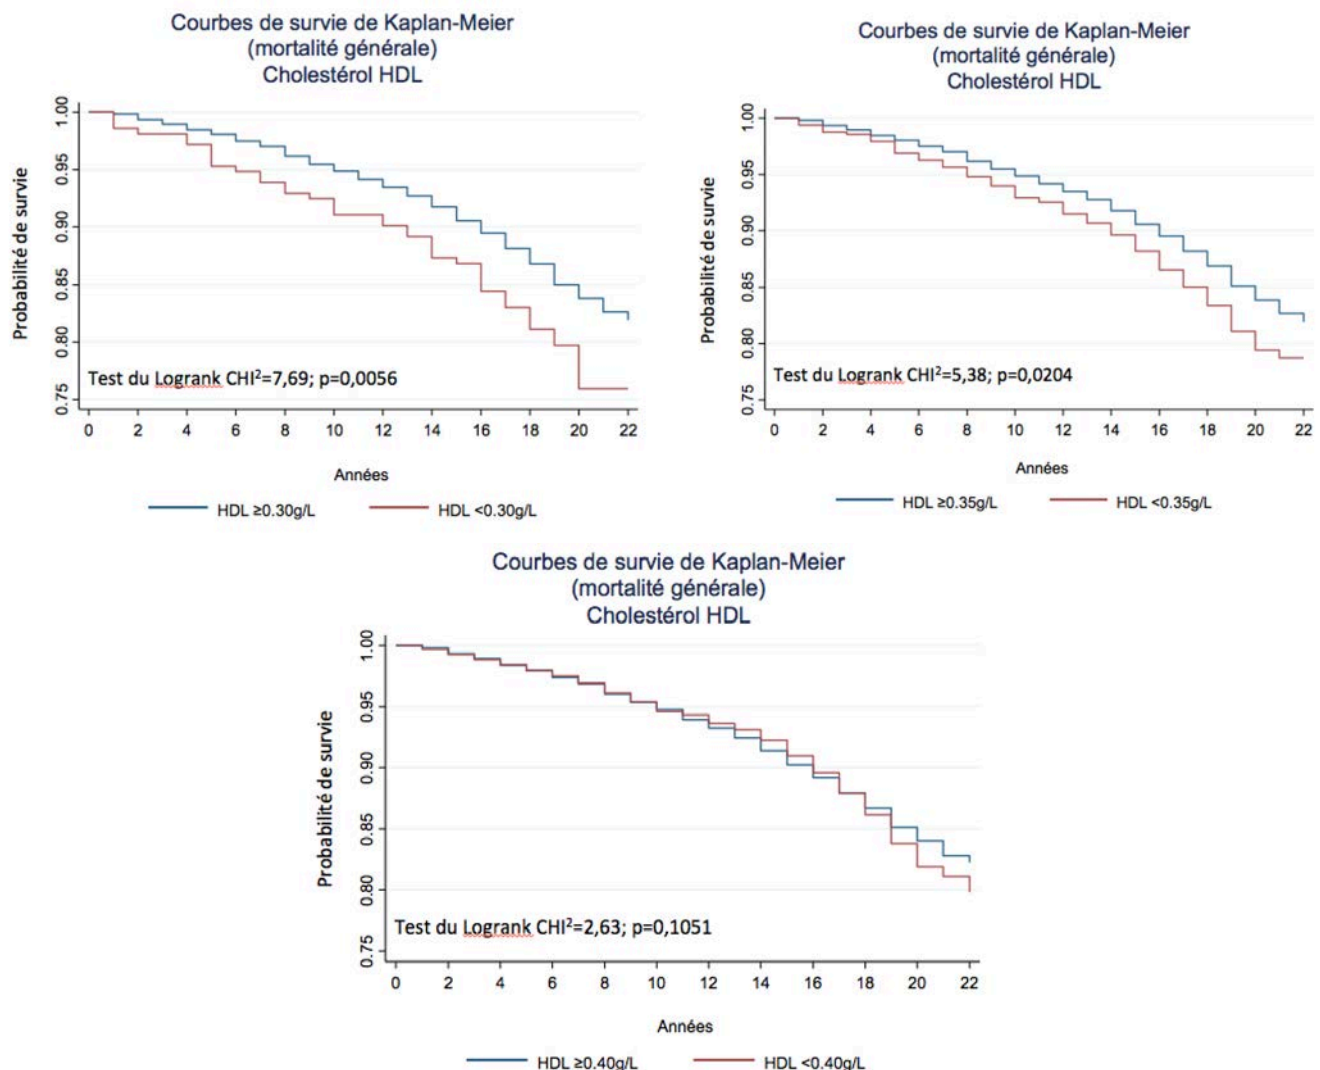 Courbes de survie de Kaplan-Meier
(mortalité générale)
Cholestérol HDL
Probabilité de survie
1.00
0.95
0.90
0.85
0.80
0.75
Test du Logrank CHI²=7,69; p=0,0056
0 2 4 6 8 10 12 14 16 18 20 22
Années
HDL ≥0.30g/L HDL <0.30g/L
Courbes de survie de Kaplan-Meier
(mortalité générale)
Cholestérol HDL
Probabilité de survie
1.00
0.95
0.90
0.85
0.80
0.75
Test du Logrank CHI²=5,38; p=0,0204
0 2 4 6 8 10 12 14 16 18 20 22
Années
HDL ≥0.35g/L HDL <0.35g/L
Courbes de survie de Kaplan-Meier
(mortalité générale)
Cholestérol HDL
Probabilité de survie
1.00
0.95
0.90
0.85
0.80
0.75
Test du Logrank CHI²=2,63; p=0,1051
0 2 4 6 8 10 12 14 16 18 20 22
Années
HDL ≥0.40g/L HDL <0.40g/L